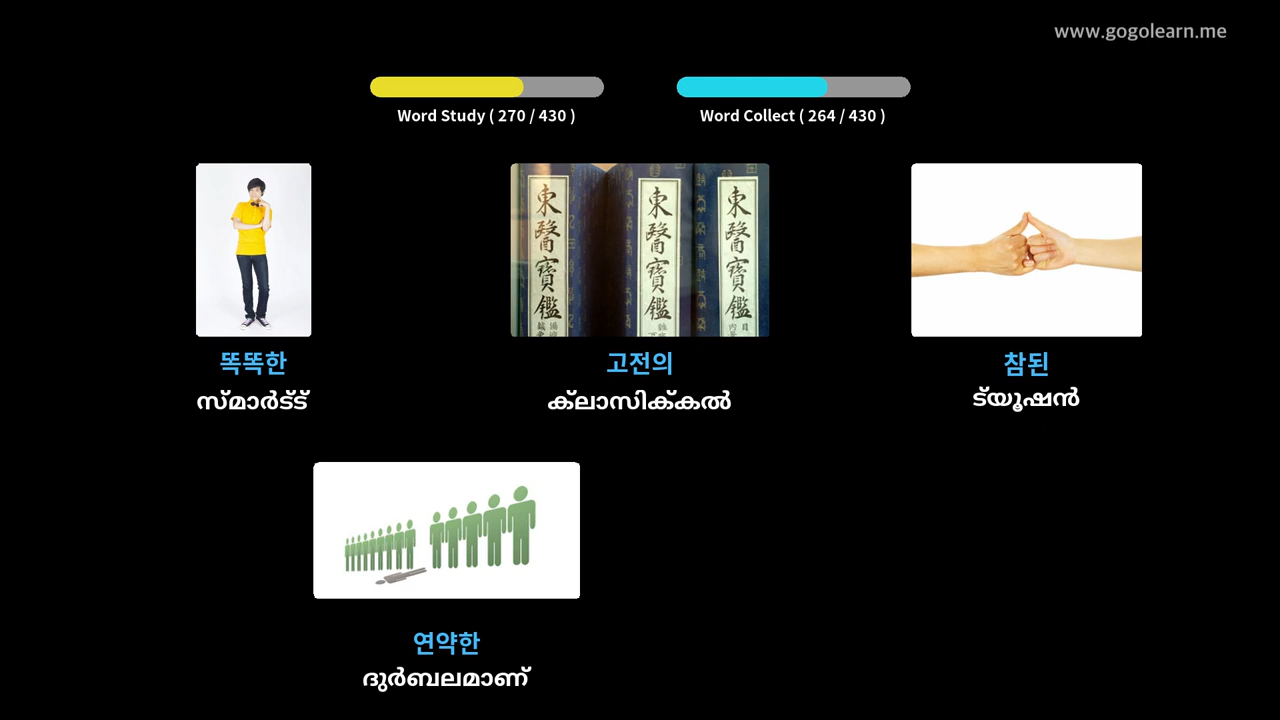 www.gogolearn.me
Word Study ( 270 / 430 )
Word Collect ( 264 / 430 )
東醫寶鑑
東醫寶鑑
東醫寶鑑
똑똑한
고전의
참된
സ്മാർട്ട്
ക്ലാസിക്കൽ
ട്യൂഷൻ
연약한
ദുർബലമാണ്